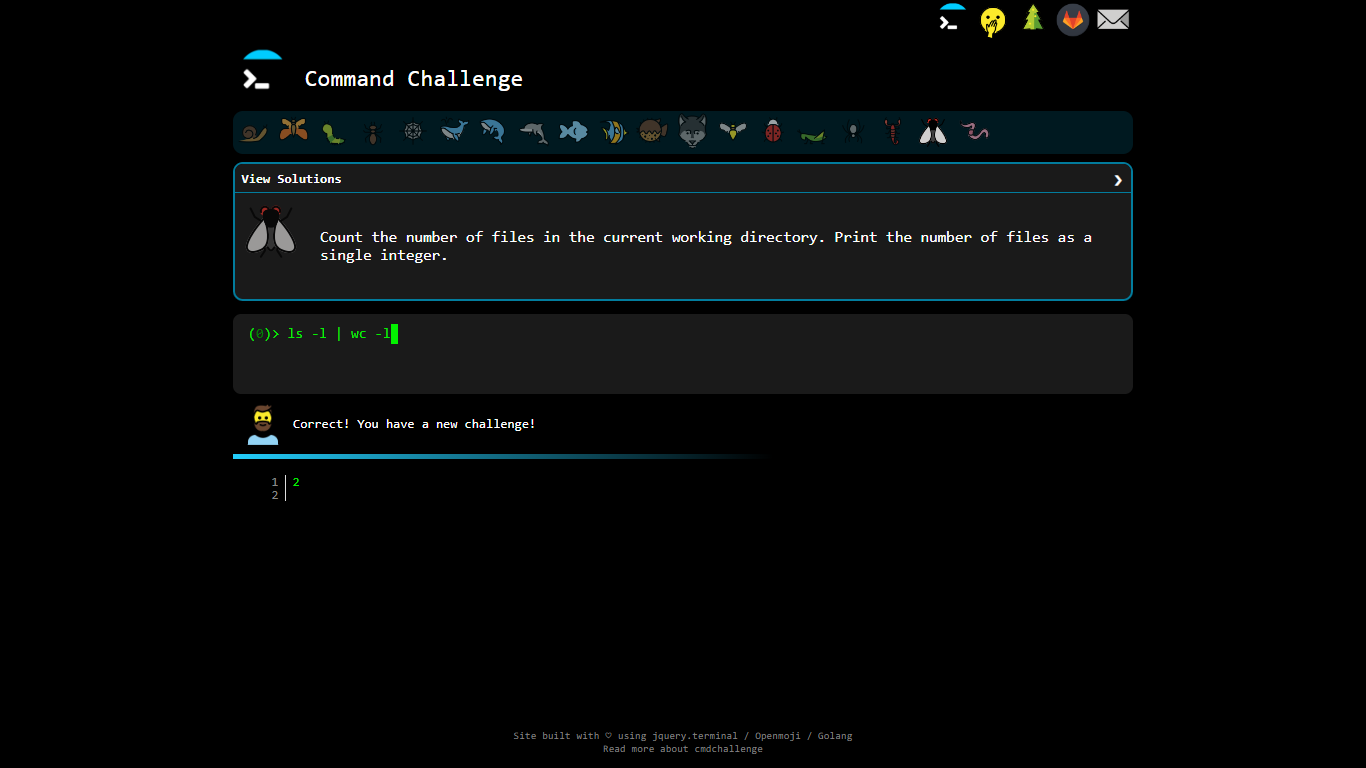 Command Challenge
View Solutions ❯
Count the number of files in the current working directory. Print the number of files as a
single integer.
(0)> ls -l | wc -l
Correct! You have a new challenge!
1 2
2
Site built with ♡ using jquery.terminal / Openmoji / Golang
Read more about cmdchallenge